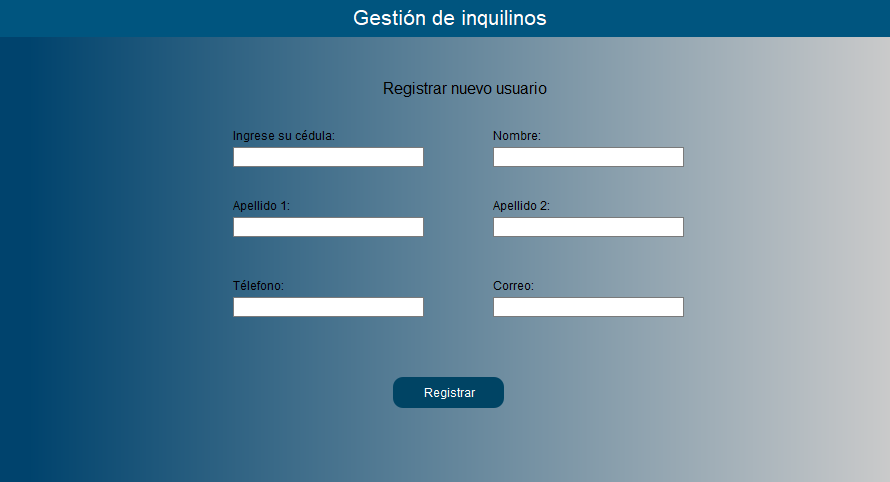 Gestión de inquilinos
Registrar nuevo usuario
Ingrese su cédula:
Nombre:
Apellido 1:
Apellido 2:
Télefono:
Correo:
Registrar